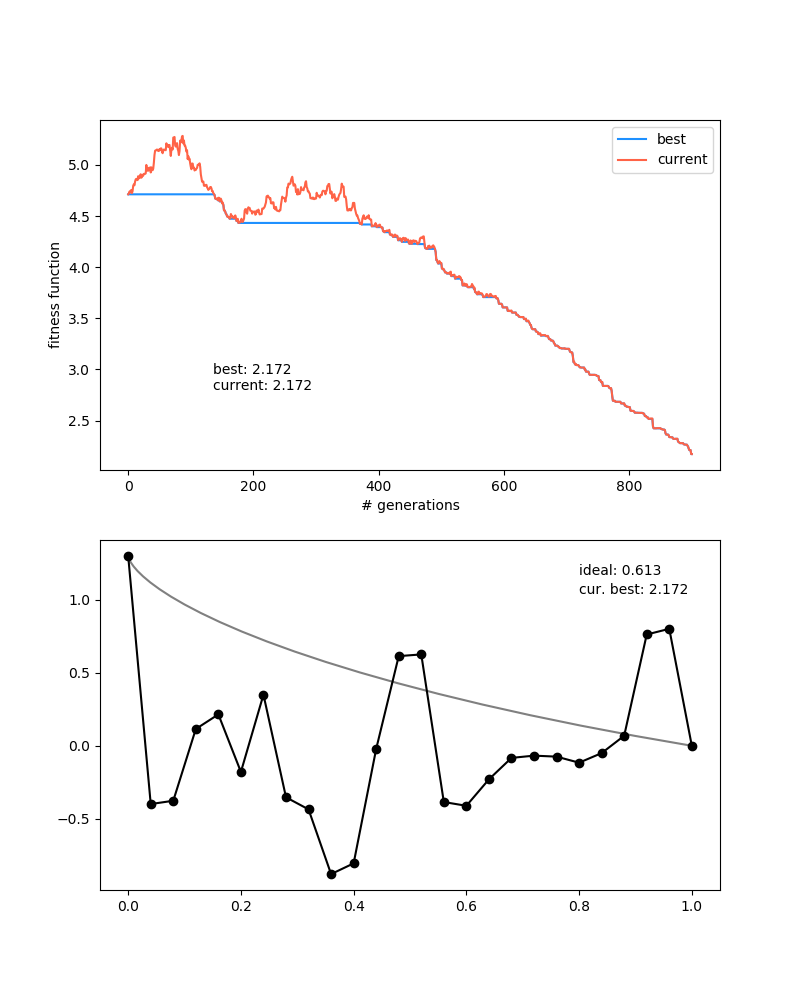 best
current
5.0
4.5
4.0
3.5
3.0
2.5
fitness function
best: 2.172
current: 2.172
0
200
400
600
800
# generations
ideal: 0.613
cur. best: 2.172
1.0
0.5
0.0
−0.5
0.0
0.2
0.4
0.6
0.8
1.0